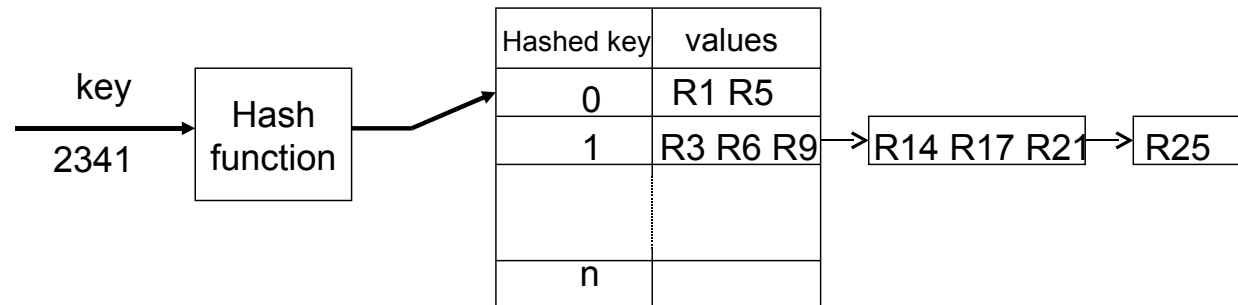 key
2341
Hash
function
Hashed key values
0 R1 R5
1 R3 R6 R9 R14 R17 R21 R25
n